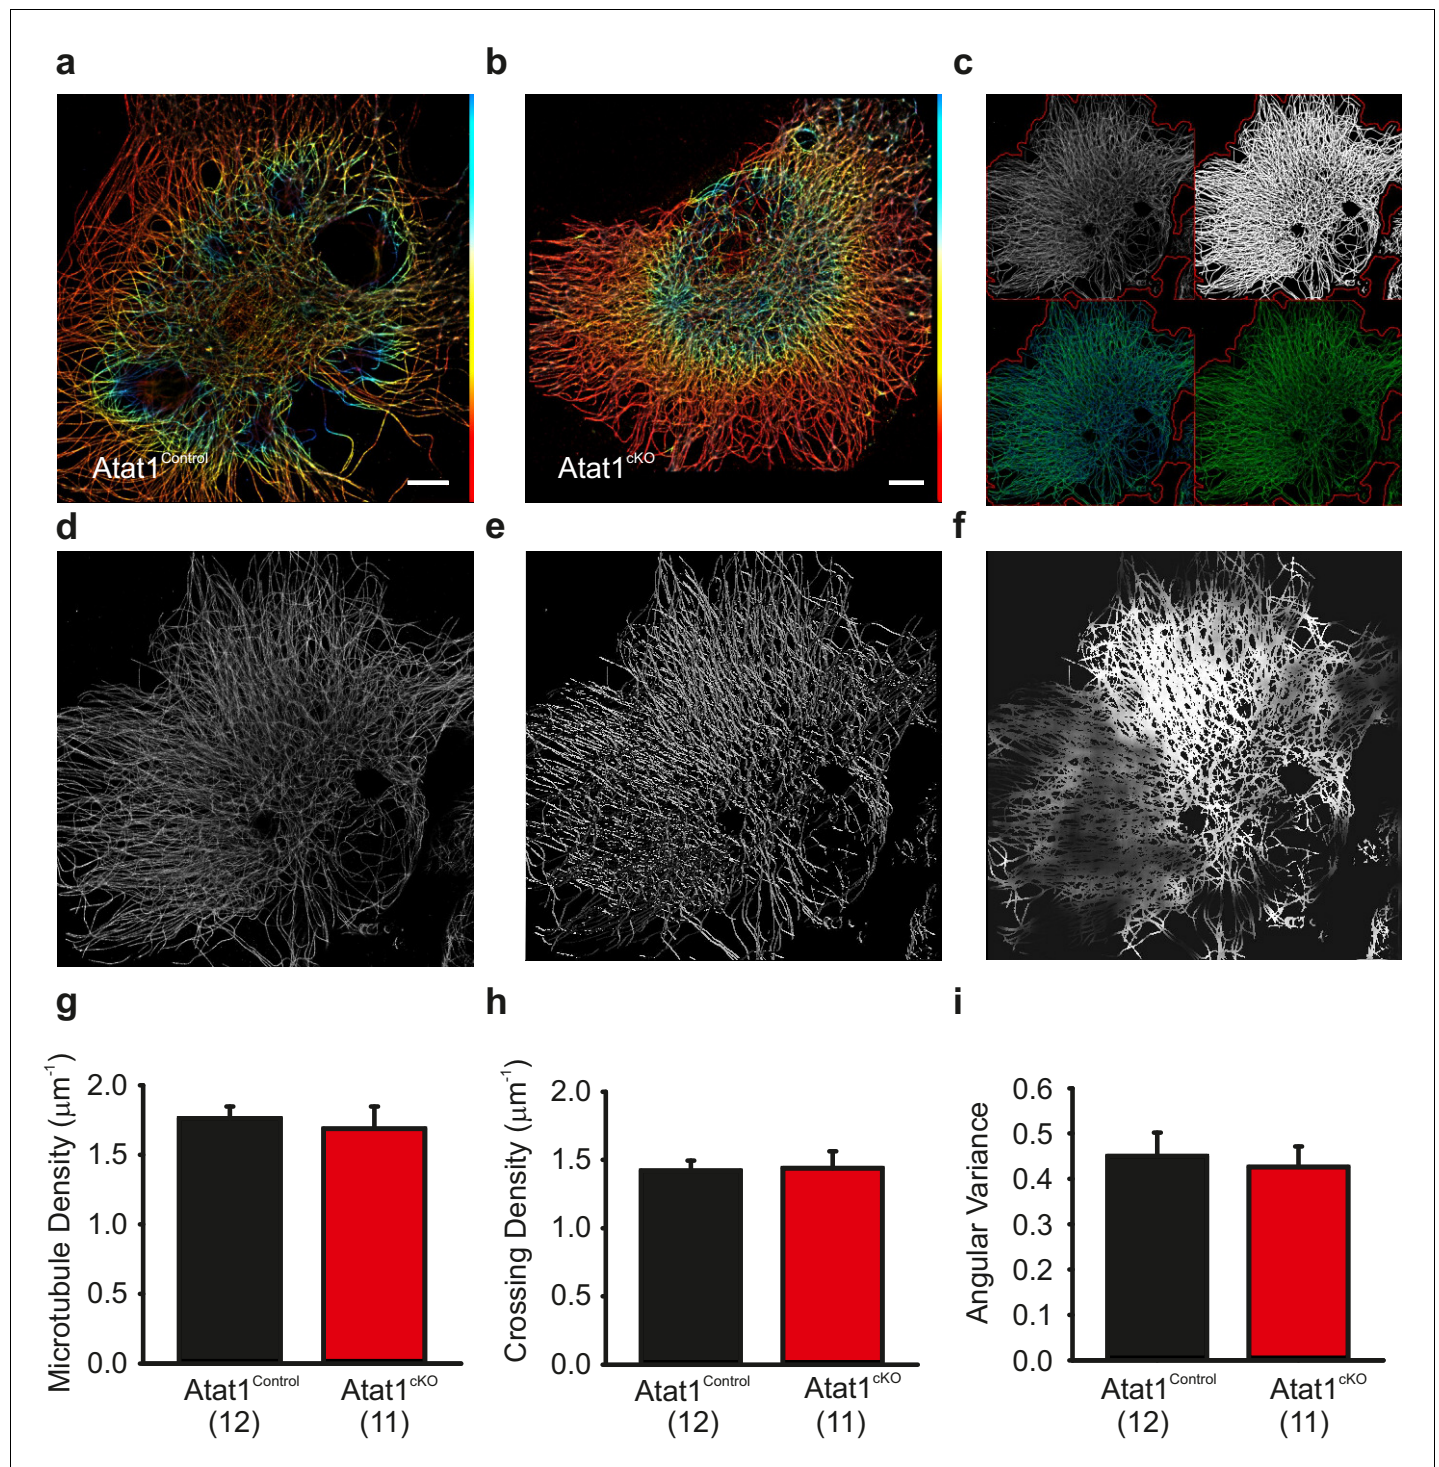 a
b
c
Atat1Control
Atat1cKO
d
e
f
g
h
i
Microtubule Density (μm-1)
2.0
1.5
1.0
0.5
0.0
Atat1Control
(12)
Atat1cKO
(11)
Crossing Density (μm-1)
2.0
1.5
1.0
0.5
0.0
Atat1Control
(12)
Atat1cKO
(11)
Angular Variance
0.6
0.5
0.4
0.3
0.2
0.1
0.0
Atat1Control
(12)
Atat1cKO
(11)